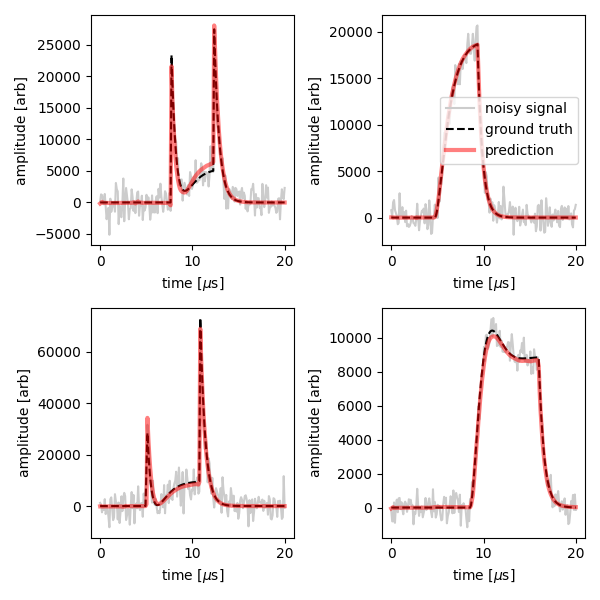 25000
20000
15000
10000
5000
0
−5000
amplitude [arb]
0 10 20
time [μs]
20000
15000
10000
5000
0
amplitude [arb]
noisy signal
ground truth
prediction
0 10 20
time [μs]
60000
40000
20000
0
amplitude [arb]
0 10 20
time [μs]
10000
8000
6000
4000
2000
0
amplitude [arb]
0 10 20
time [μs]